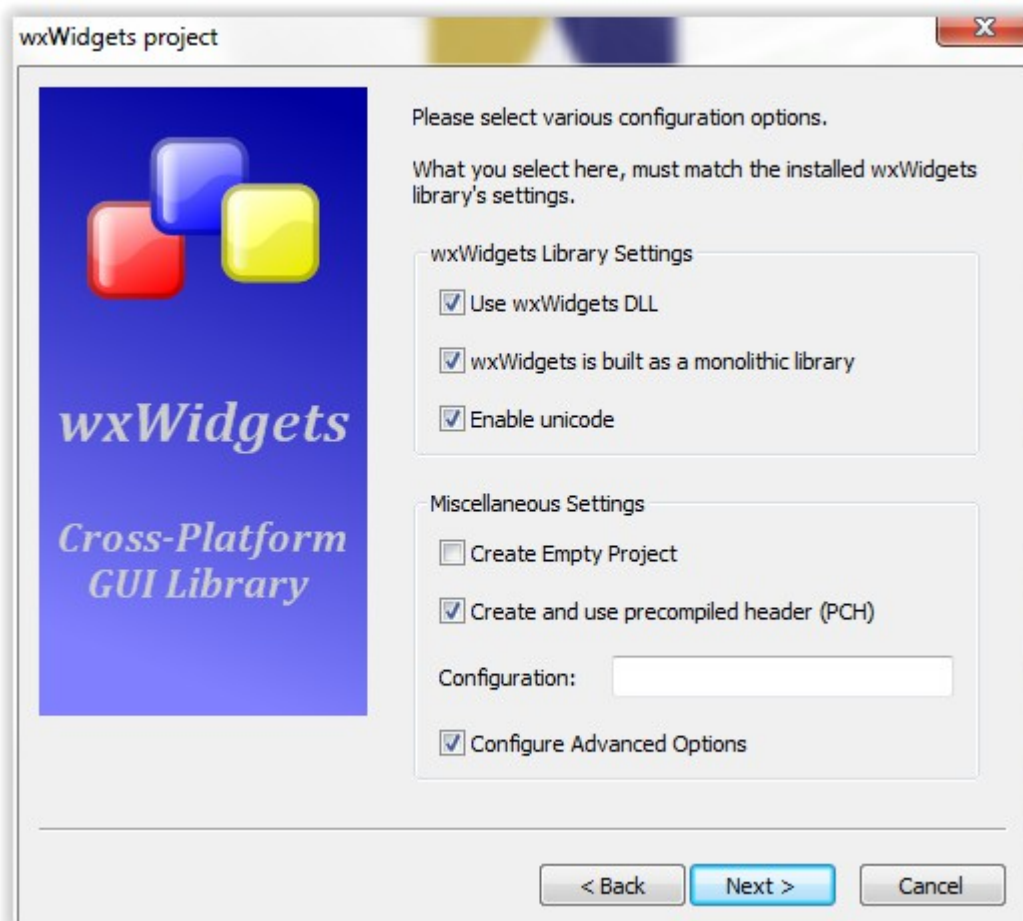 wxWidgets project
Please select various configuration options.
What you select here, must match the installed wxWidgets
library's settings.
wxWidgets
Cross-Platform
GUI Library
wxWidgets Library Settings
Use wxWidgets DLL
wxWidgets is built as a monolithic library
Enable unicode
Miscellaneous Settings
Create Empty Project
Create and use precompiled header (PCH)
Configuration:
Configure Advanced Options
< Back
Next >
Cancel